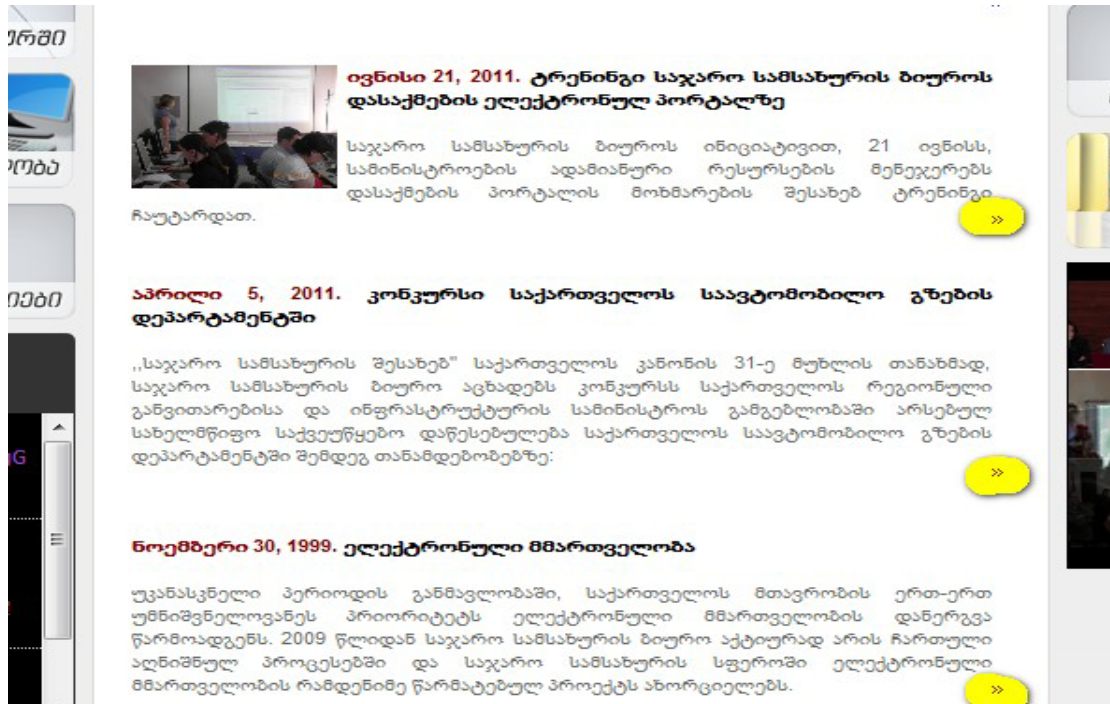 »
ივნისი 21, 2011. ტრენინგი საჯარო სამსახურის ბიუროს
დასაქმების ელექტრონულ პორტალზე
საჯარო სამსახურის ბიუროს ინიციატივით, 21 ივნისს,
სამინისტროების ადამიანური რესურსების მენეჯერებს
დასაქმების პორტალის მოხმარების შესახებ ტრენინგი
ჩაუტარდათ.
»
აპრილი 5, 2011. კონკურსი საქართველოს საავტომობილო გზების
დეპარტამენტში
,,საჯარო სამსახურის შესახებ" საქართველოს კანონის 31-ე მუხლის თანახმად,
საჯარო სამსახურის ბიურო აცხადებს კონკურსს საქართველოს რეგიონული
განვითარებისა და ინფრასტრუქტურის სამინისტროს გამგებლობაში არსებულ
სახელმწიფო საქვეუწყებო დაწესებულება საქართველოს საავტომობილო გზების
დეპარტამენტში შემდეგ თანამდებობებზე:
»
ნოემბერი 30, 1999. ელექტრონული მმართველობა
უკანასკნელი პერიოდის განმავლობაში, საქართველოს მთავრობის ერთ-ერთ
უმნიშვნელოვანეს პრიორიტეტს ელექტრონული მმართველობის დანერგვა
წარმოადგენს. 2009 წლიდან საჯარო სამსახურის ბიურო აქტიურად არის ჩართული
აღნიშნულ პროცესებში და საჯარო სამსახურის სფეროში ელექტრონული
მმართველობის რამდენიმე წარმატებულ პროექტს ახორციელებს.
»